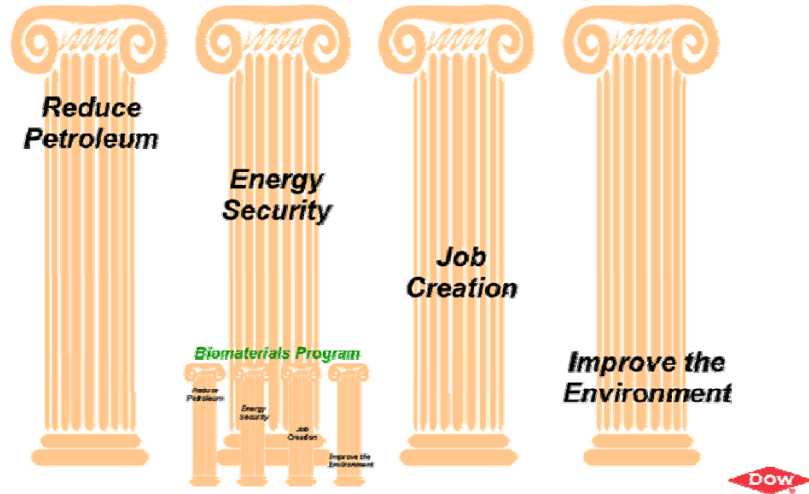 Reduce
Petroleum
Energy
Security
Job
Creation
Improve the
Environment
Biomaterials Program
Reduce
Petroleum
Energy
Security
Job
Creation
Improve the
Environment
DOW